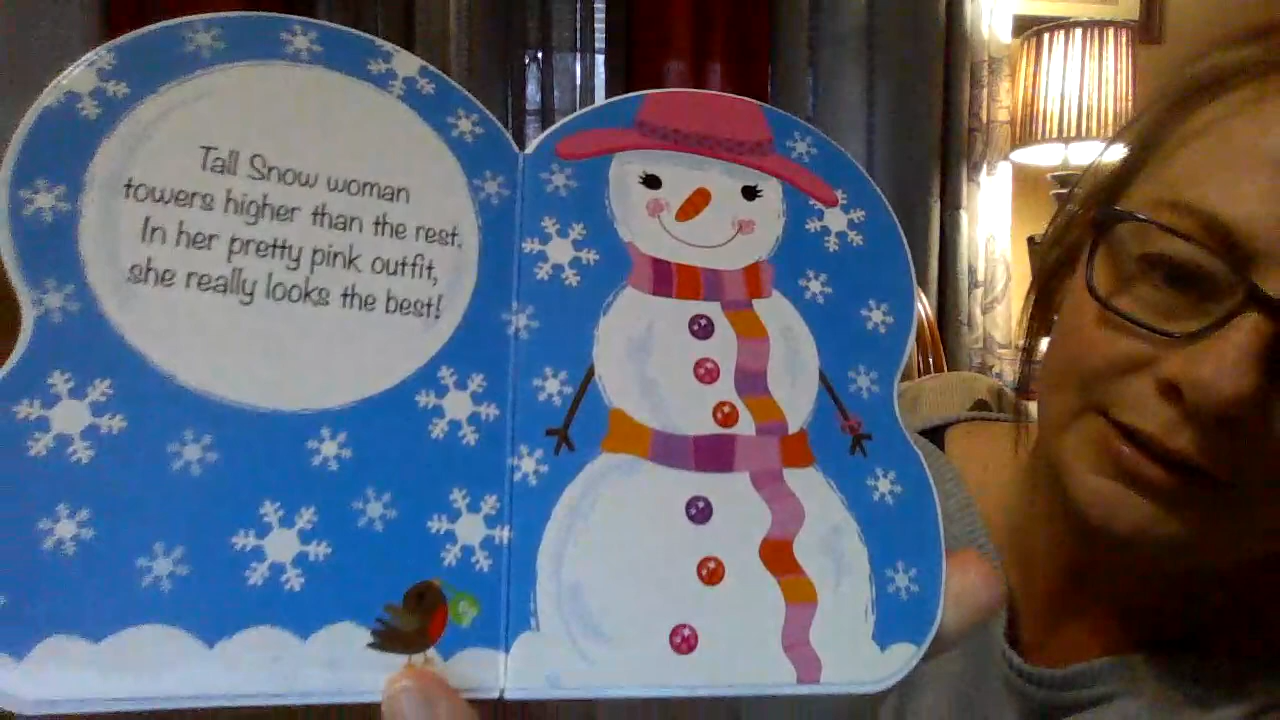 Tall Snow woman
towers higher than the rest.
In her pretty pink outfit,
she really looks the best!